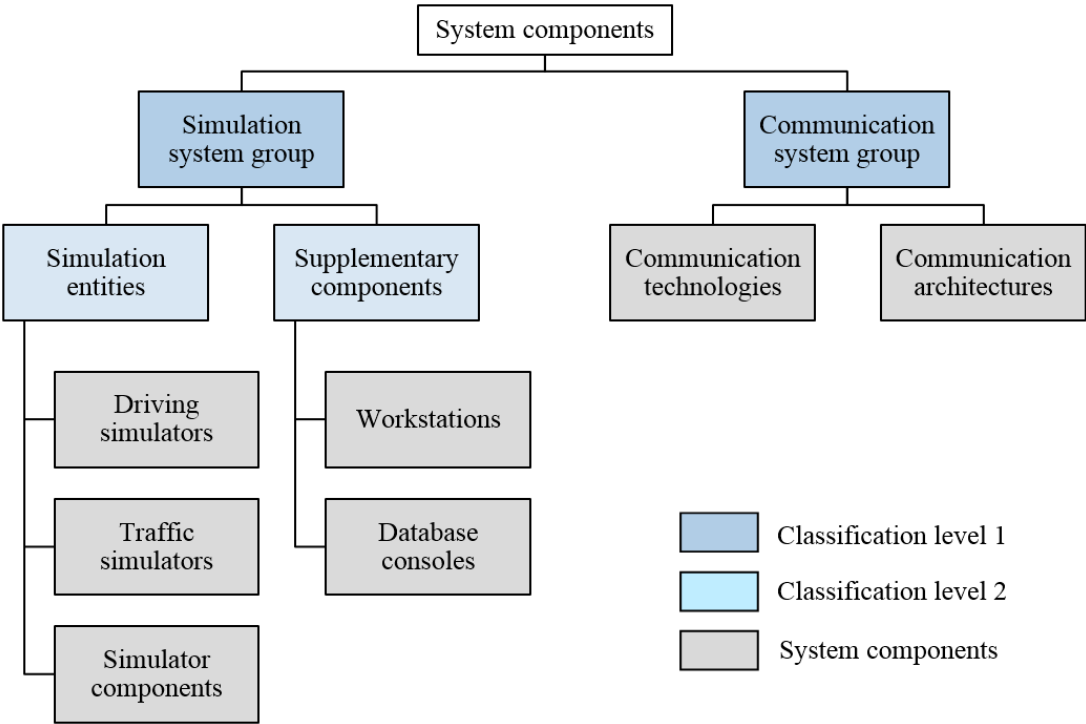 System components
Simulation
system group
Communication
system group
Simulation
entities
Supplementary
components
Communication
technologies
Communication
architectures
Driving
simulators
Workstations
Traffic
simulators
Database
consoles
Simulator
components
Classification level 1
Classification level 2
System components